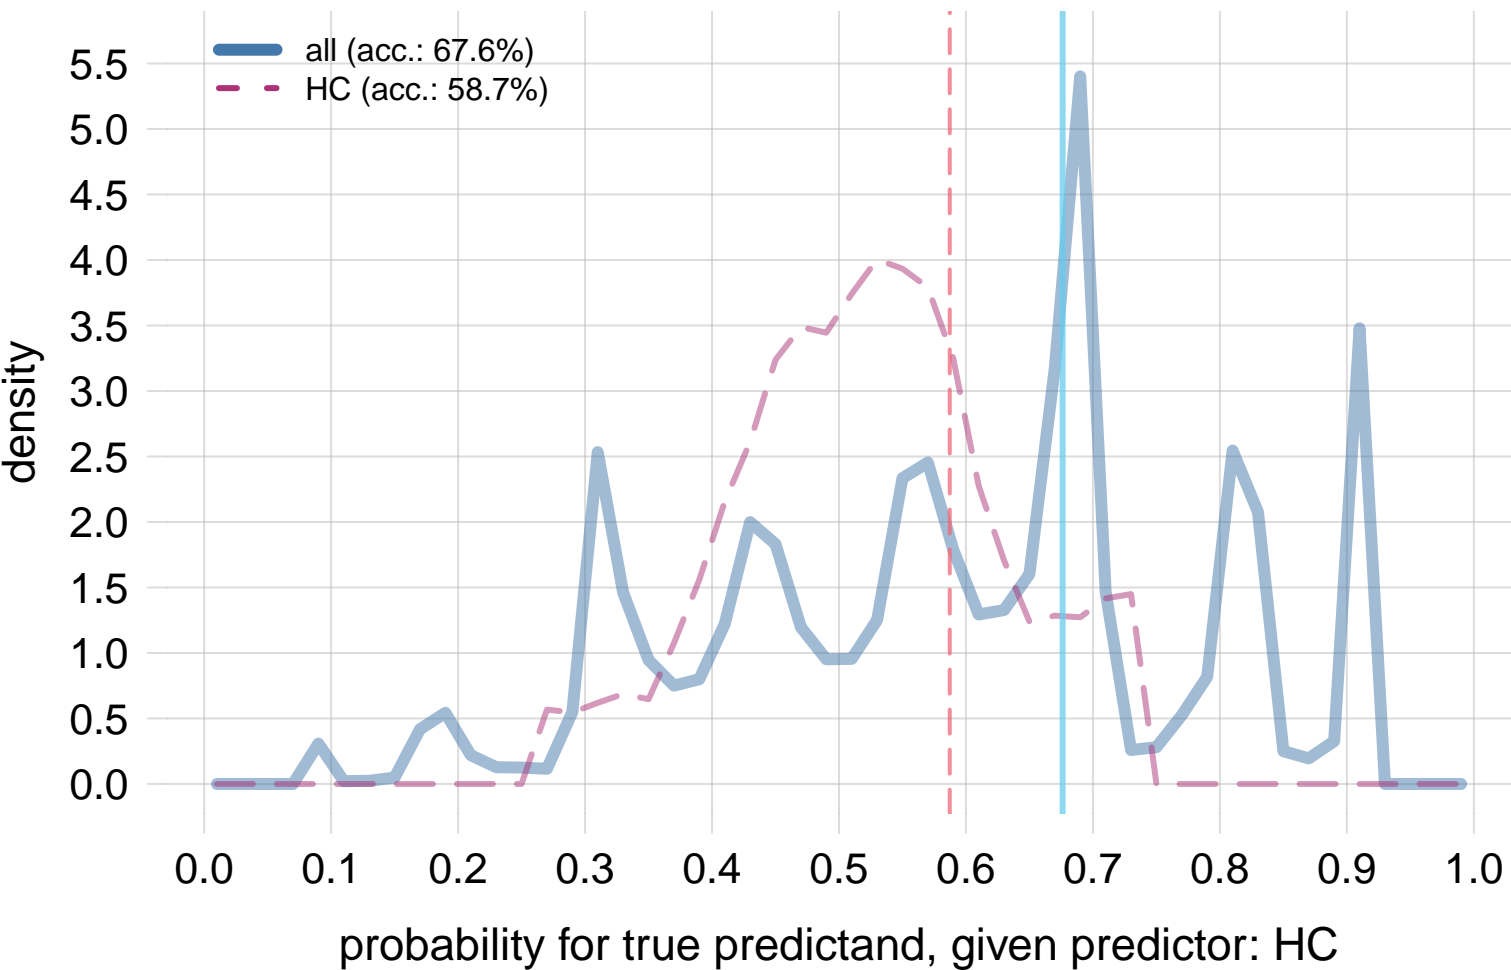 all (acc.: 67.6%)
HC (acc.: 58.7%)
5.5
5.0
4.5
4.0
3.5
3.0
2.5
2.0
1.5
1.0
0.5
0.0
density
0.0 0.1 0.2 0.3 0.4 0.5 0.6 0.7 0.8 0.9 1.0
probability for true predictand, given predictor: HC